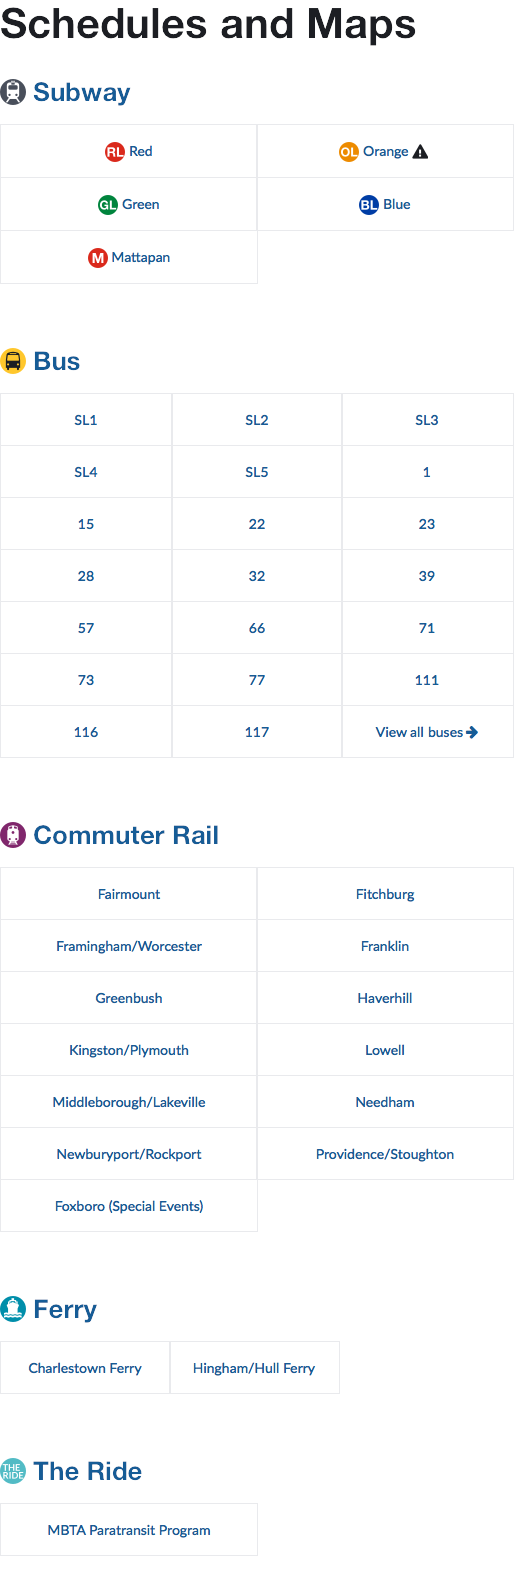 Schedules and Maps
Subway
RL Red
OL Orange
GL Green
BL Blue
M Mattapan
Bus
SL1 SL2 SL3
SL4 SL5 1
15 22 23
28 32 39
57 66 71
73 77 111
116 117 View all buses
Commuter Rail
Fairmount
Fitchburg
Framingham/Worcester
Franklin
Greenbush
Haverhill
Kingston/Plymouth
Lowell
Middleborough/Lakeville
Needham
Newburyport/Rockport
Providence/Stoughton
Foxboro (Special Events)
Ferry
Charlestown Ferry
Hingham/Hull Ferry
THE RIDE The Ride
MBTA Paratransit Program